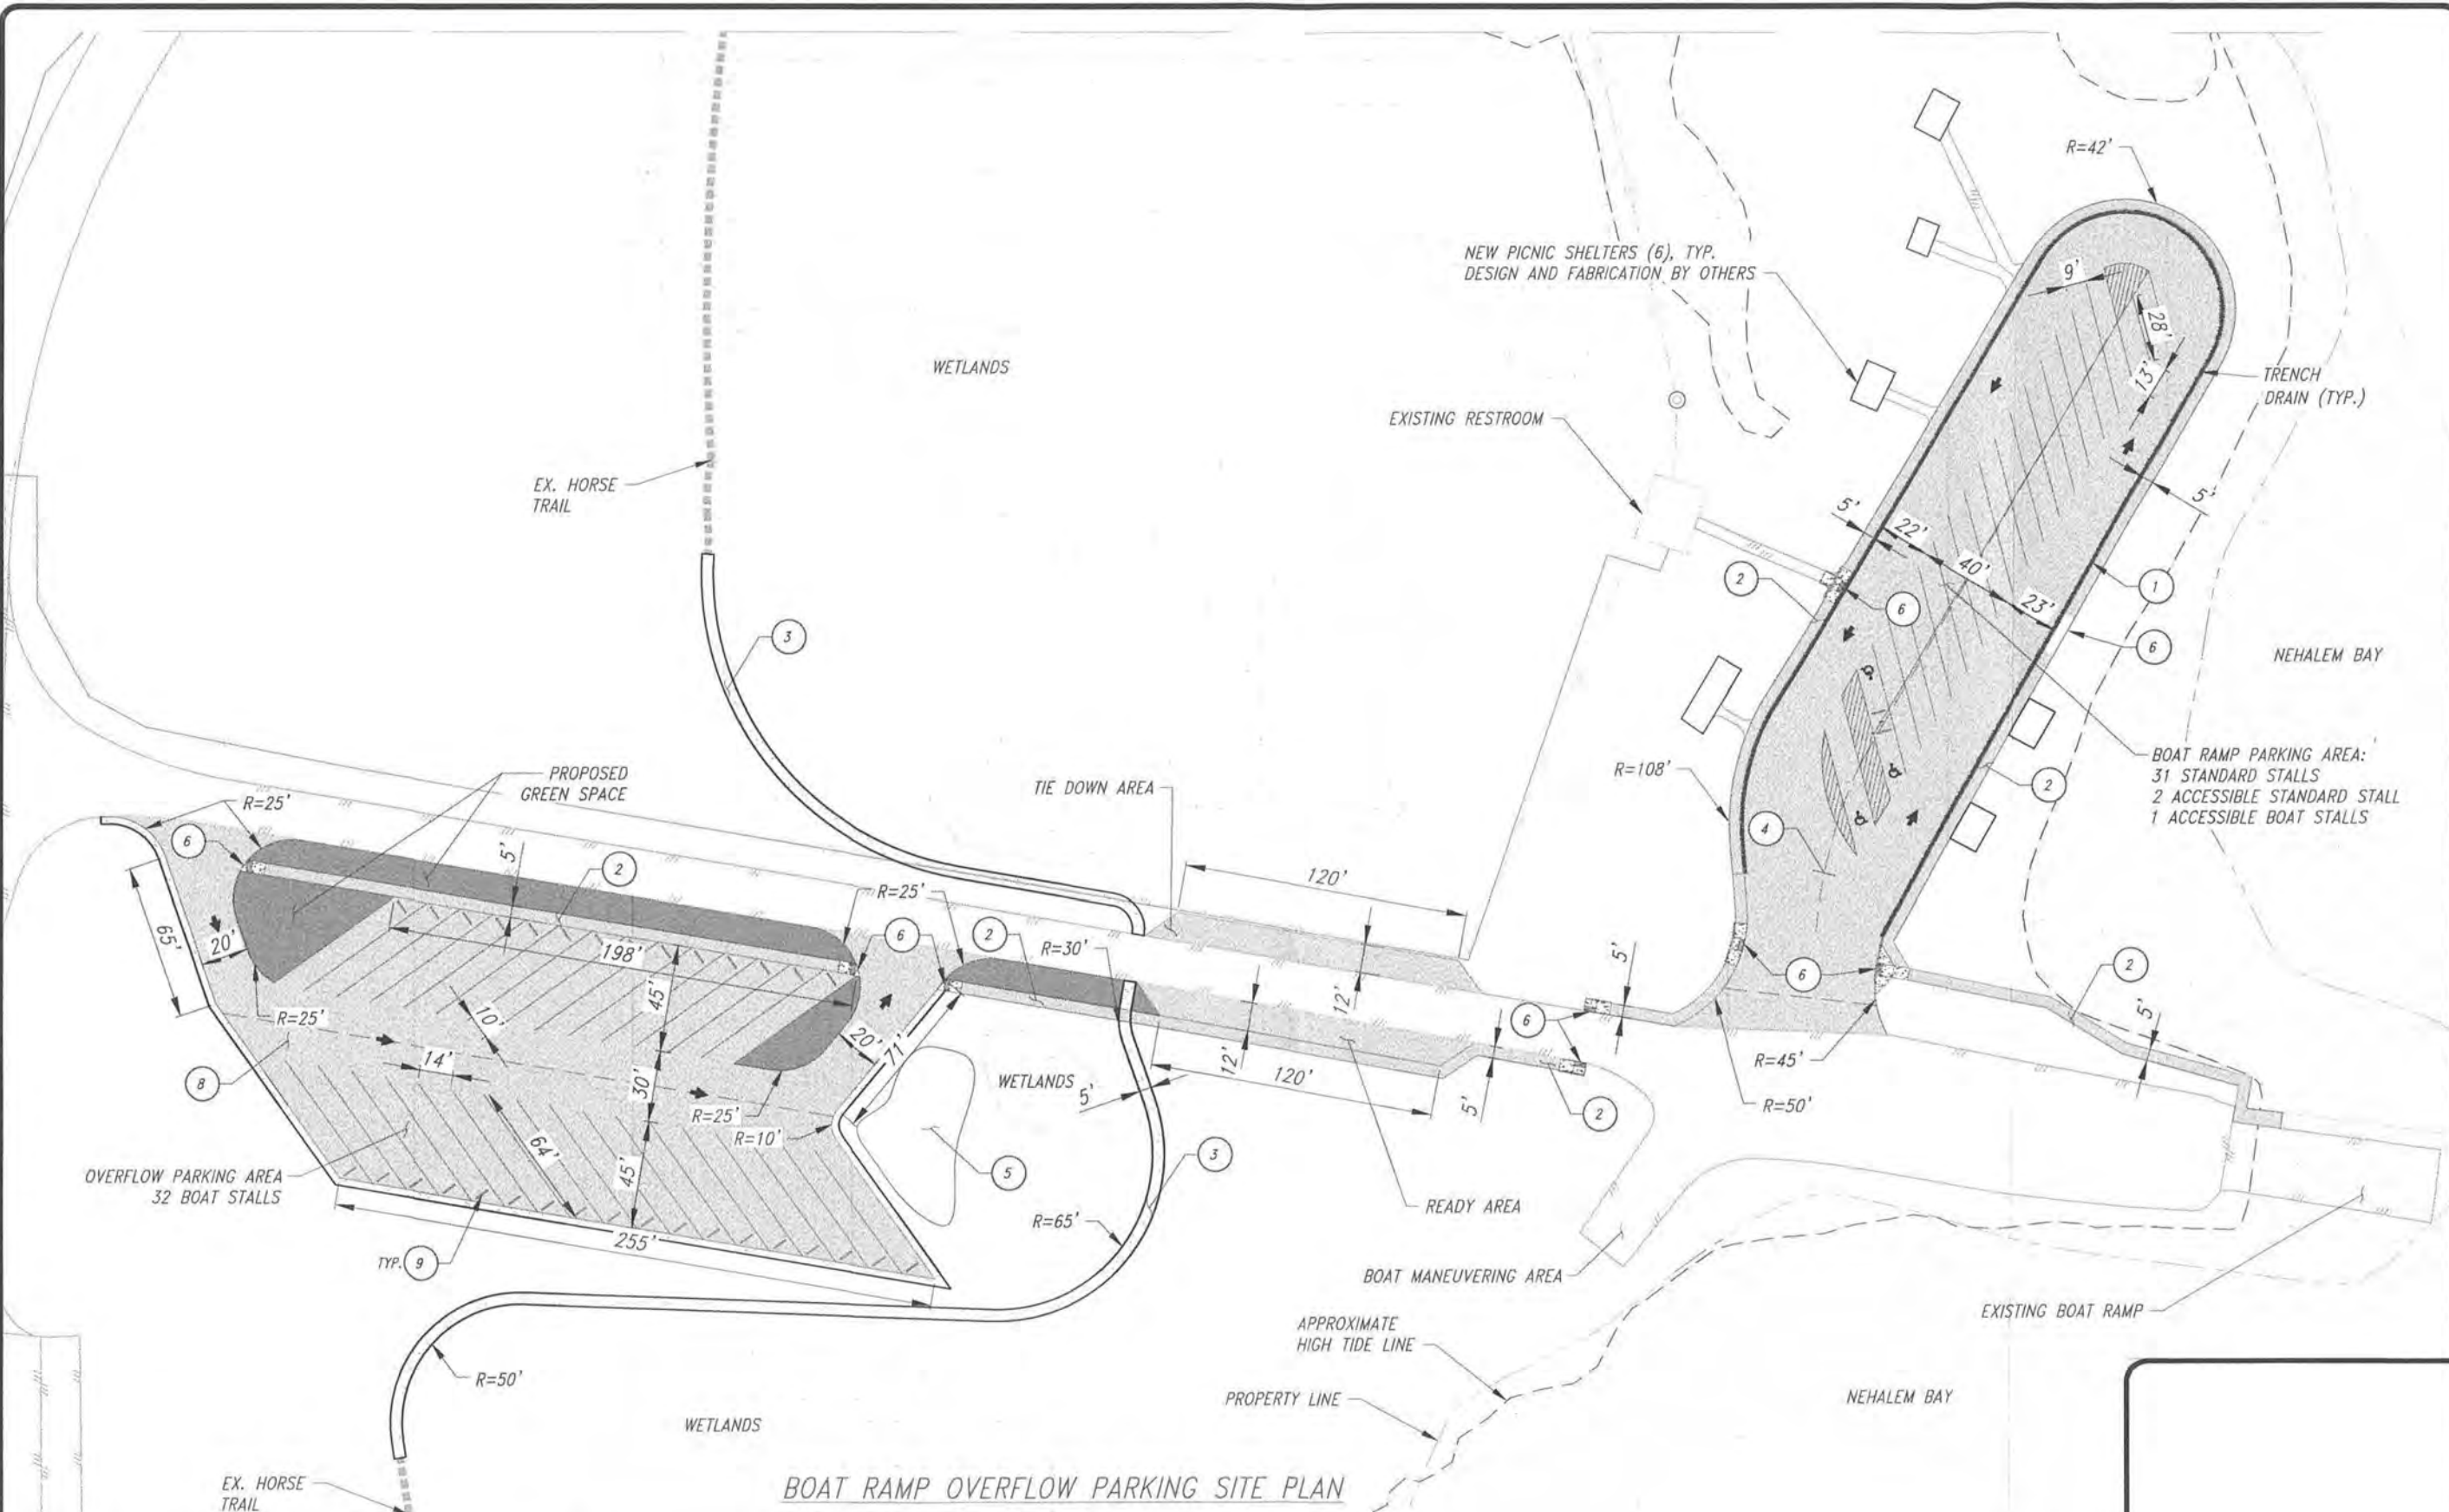 R=42'
NEW PICNIC SHELTERS (6), TYP.
DESIGN AND FABRICATION BY OTHERS
9'
28'
13'
TRENCH
DRAIN (TYP.)
WETLANDS
EXISTING RESTROOM
EX. HORSE
TRAIL
5'
5'
22'
40'
23'
2
6
1
6
3
NEHALEM BAY
PROPOSED
GREEN SPACE
TIE DOWN AREA
R=108'
BOAT RAMP PARKING AREA:
31 STANDARD STALLS
2 ACCESSIBLE STANDARD STALL
1 ACCESSIBLE BOAT STALLS
2
4
R=25'
6
5'
2
R=25'
120'
65'
20'
198'
6
2
R=30'
5'
6
2
45'
12'
R=25'
10'
20'
71'
12'
6
5'
R=45'
14'
8
30'
WETLANDS
5'
120'
5'
2
R=50'
R=25'
R=10'
64'
45'
5
3
OVERFLOW PARKING AREA
32 BOAT STALLS
READY AREA
R=65'
255'
TYP. 9
BOAT MANEUVERING AREA
EXISTING BOAT RAMP
APPROXIMATE
HIGH TIDE LINE
R=50'
PROPERTY LINE
NEHALEM BAY
WETLANDS
EX. HORSE
TRAIL
BOAT RAMP OVERFLOW PARKING SITE PLAN